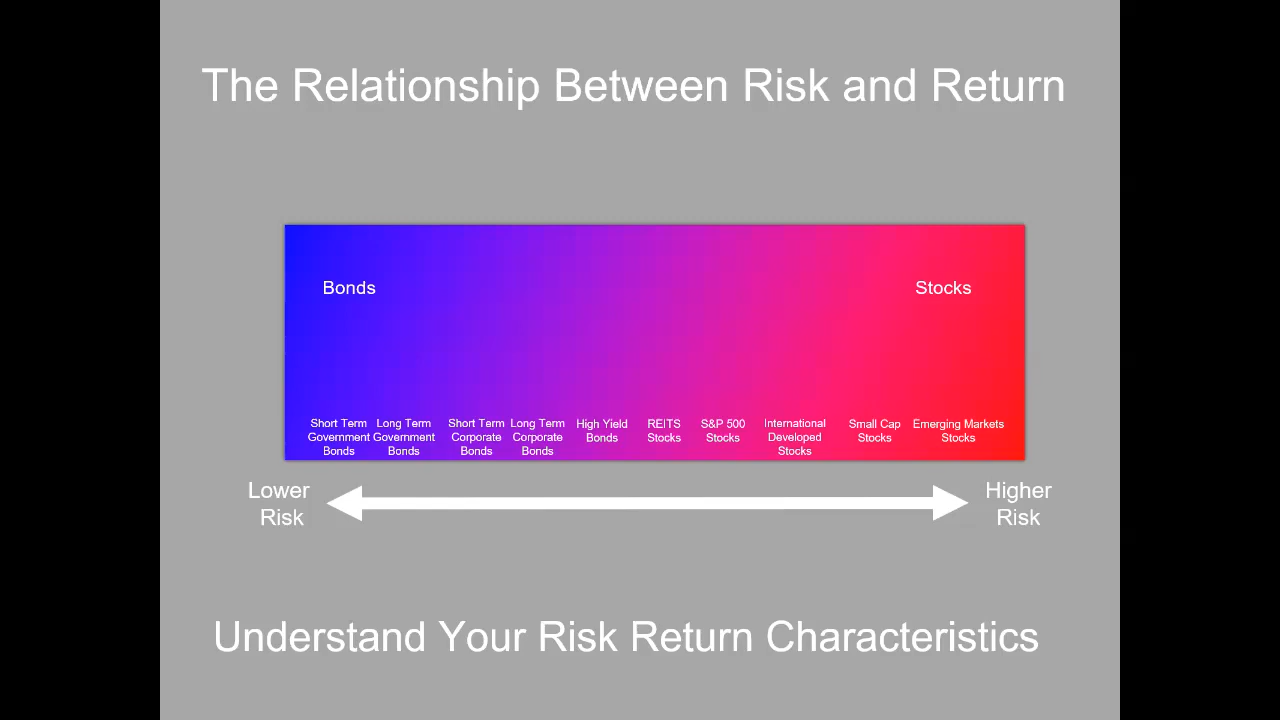 The Relationship Between Risk and Return
Bonds
Stocks
Short Term
Government
Bonds
Long Term
Government
Bonds
Short Term
Corporate
Bonds
Long Term
Corporate
Bonds
High Yield
Bonds
REITS
Stocks
S&P 500
Stocks
International
Developed
Stocks
Small Cap
Stocks
Emerging Markets
Stocks
Lower
Risk
Higher
Risk
Understand Your Risk Return Characteristics